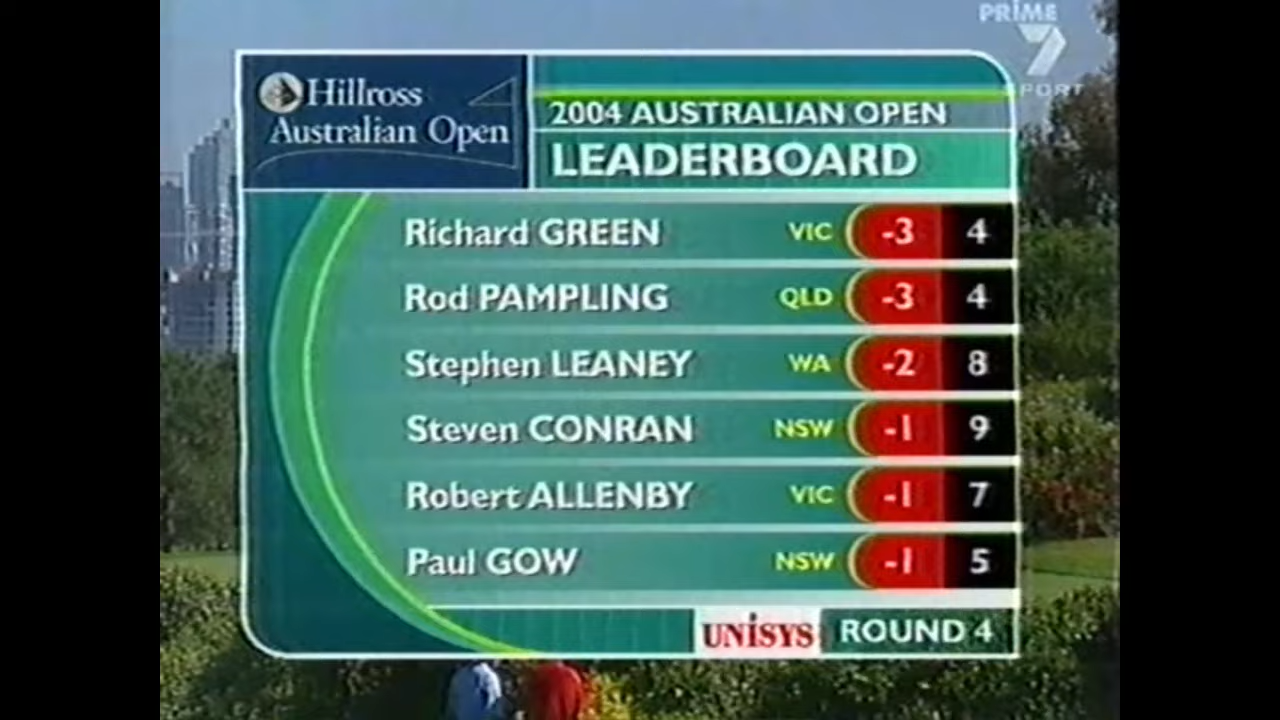 PRIME
7
SPORT
Hillross
Australian Open
2004 AUSTRALIAN OPEN
LEADERBOARD
Richard GREEN VIC -3 4
Rod PAMPLING QLD -3 4
Stephen LEANEY WA -2 8
Steven CONRAN NSW -1 9
Robert ALLENBY VIC -1 7
Paul GOW NSW -1 5
UNISYS ROUND 4